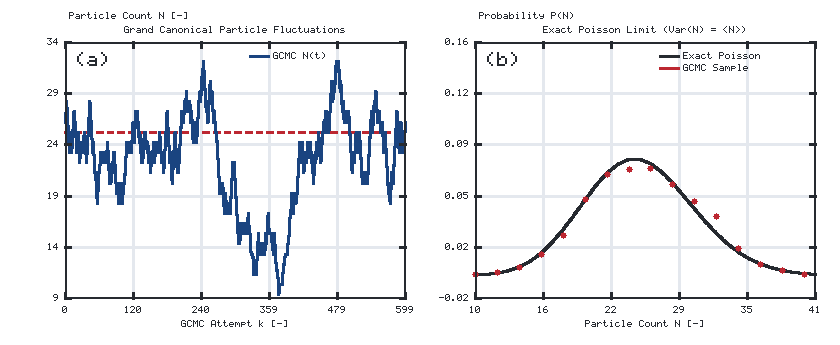 Particle Count N [-]
Grand Canonical Particle Fluctuations
(a)
GCMC N(t)
34
29
24
19
14
9
0
120
240
359
479
599
GCMC Attempt k [-]
Probability P(N)
Exact Poisson Limit (Var(N) = ⟨N⟩)
(b)
Exact Poisson
GCMC Sample
0.16
0.12
0.09
0.05
0.02
-0.02
10
16
22
29
35
41
Particle Count N [-]